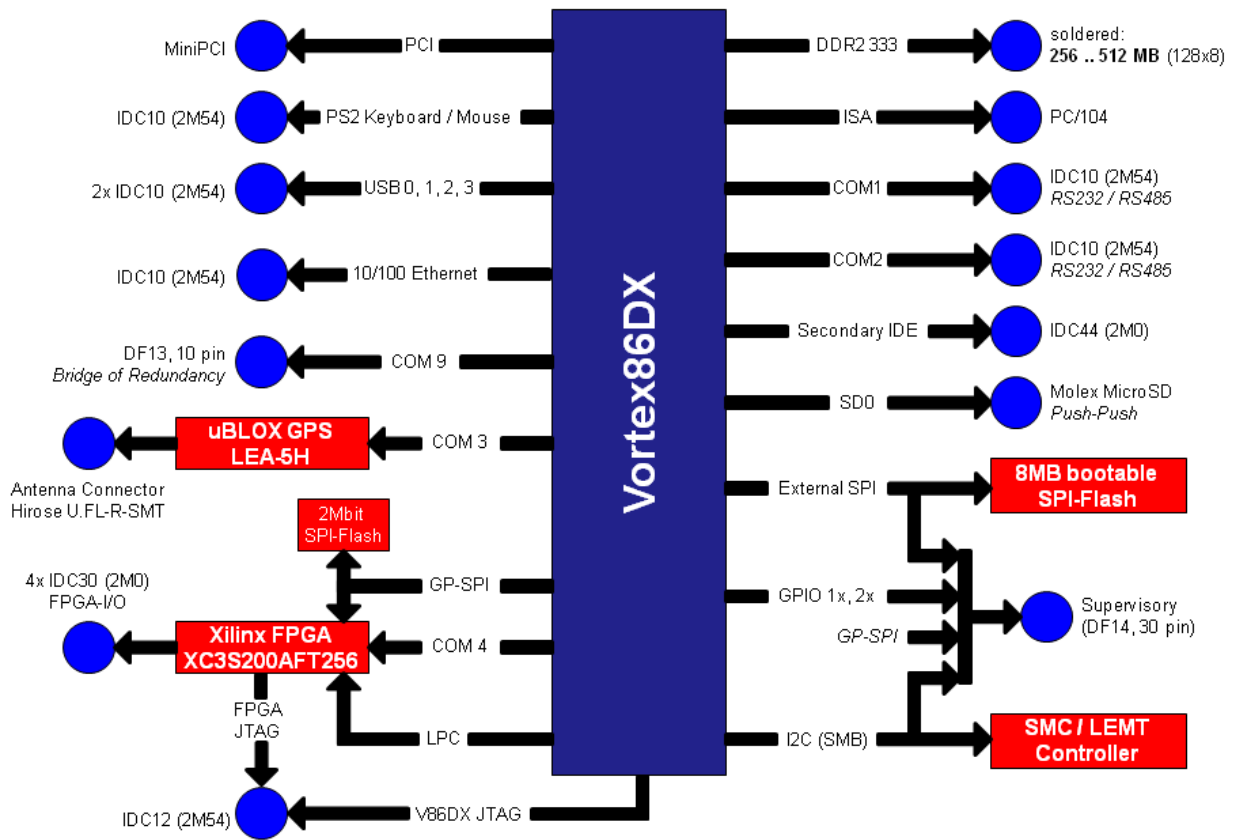 MiniPCI
PCI
IDC10 (2M54)
PS2 Keyboard / Mouse
2x IDC10 (2M54)
USB 0, 1, 2, 3
IDC10 (2M54)
10/100 Ethernet
DF13, 10 pin
Bridge of Redundancy
COM 9
uBLOX GPS
LEA-5H
COM 3
Antenna Connector
Hirose U.FL-R-SMT
2Mbit
SPI-Flash
GP-SPI
4x IDC30 (2M0)
FPGA-I/O
Xilinx FPGA
XC3S200AFT256
COM 4
FPGA
JTAG
LPC
IDC12 (2M54)
V86DX JTAG
Vortex86DX
DDR2 333
soldered:
256 .. 512 MB (128x8)
ISA
PC/104
COM1
IDC10 (2M54)
RS232 / RS485
COM2
IDC10 (2M54)
RS232 / RS485
Secondary IDE
IDC44 (2M0)
SD0
Molex MicroSD
Push-Push
External SPI
8MB bootable
SPI-Flash
GPIO 1x, 2x
GP-SPI
Supervisory
(DF14, 30 pin)
I2C (SMB)
SMC / LEMT
Controller